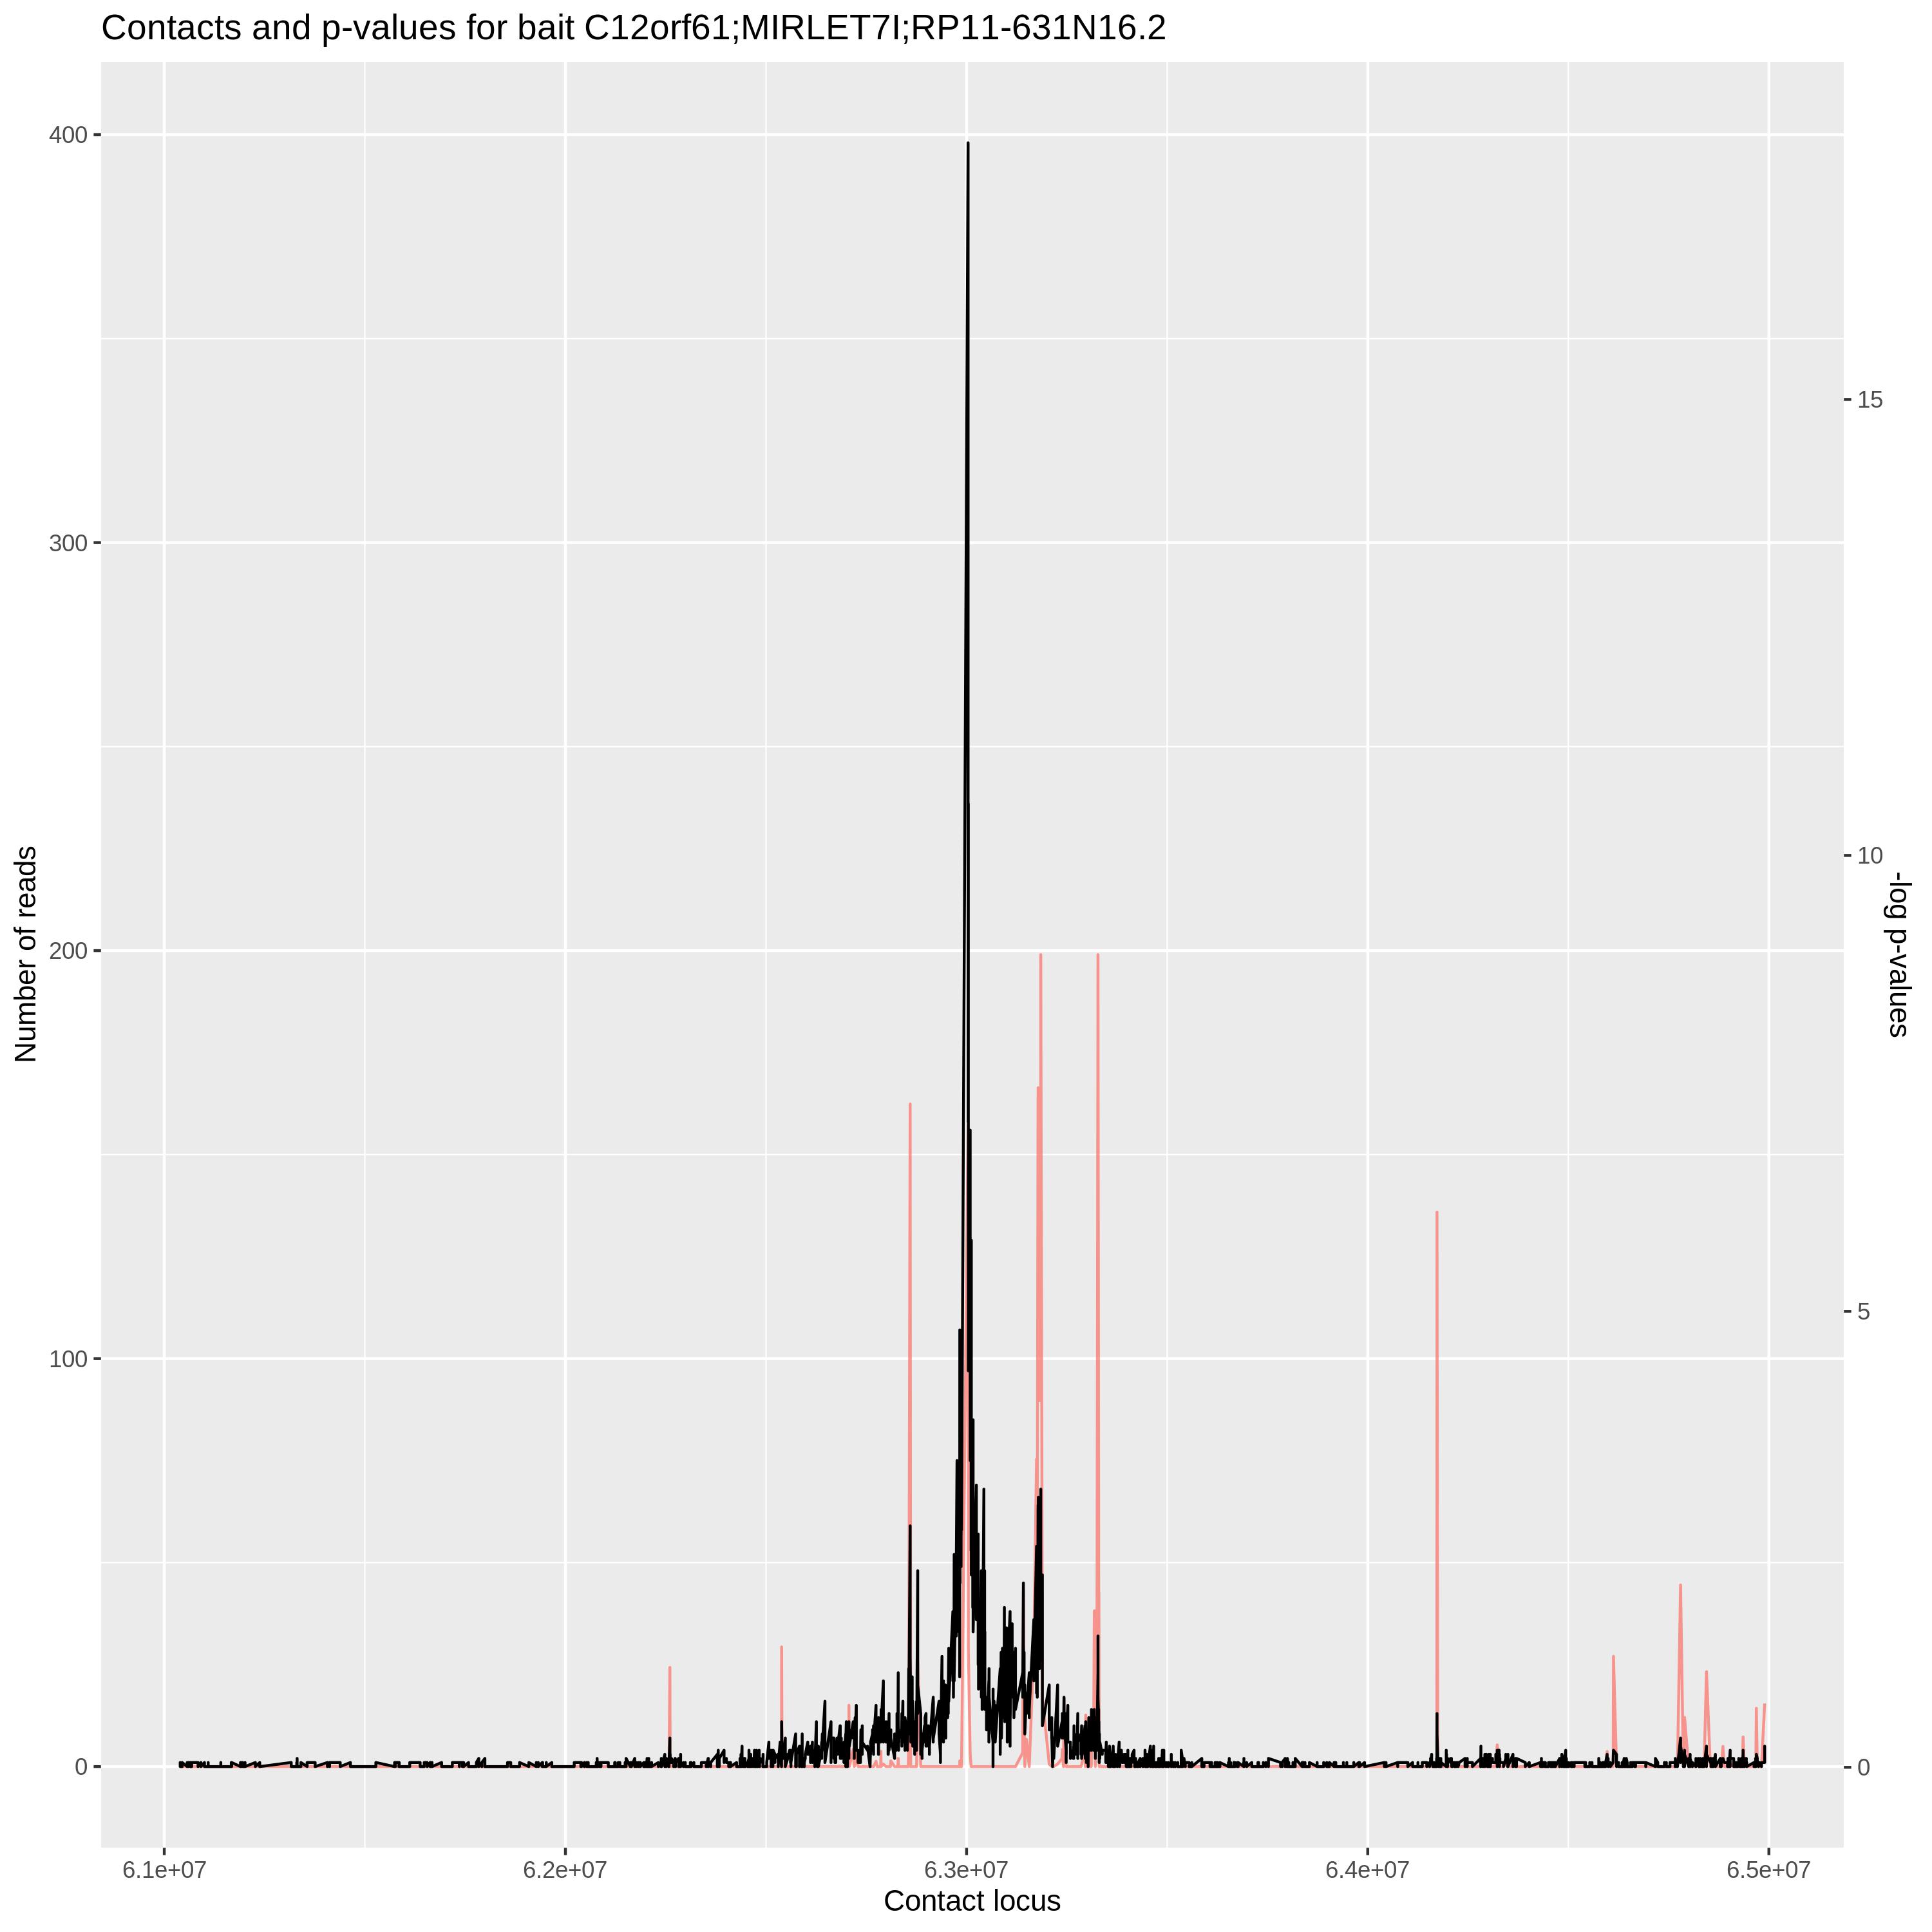 Contacts and p-values for bait C12orf61;MIRLET7I;RP11-631N16.2
400
300
200
100
0
Number of reads
15
10
5
0
-log p-values
6.1e+07 6.2e+07 6.3e+07 6.4e+07 6.5e+07
Contact locus